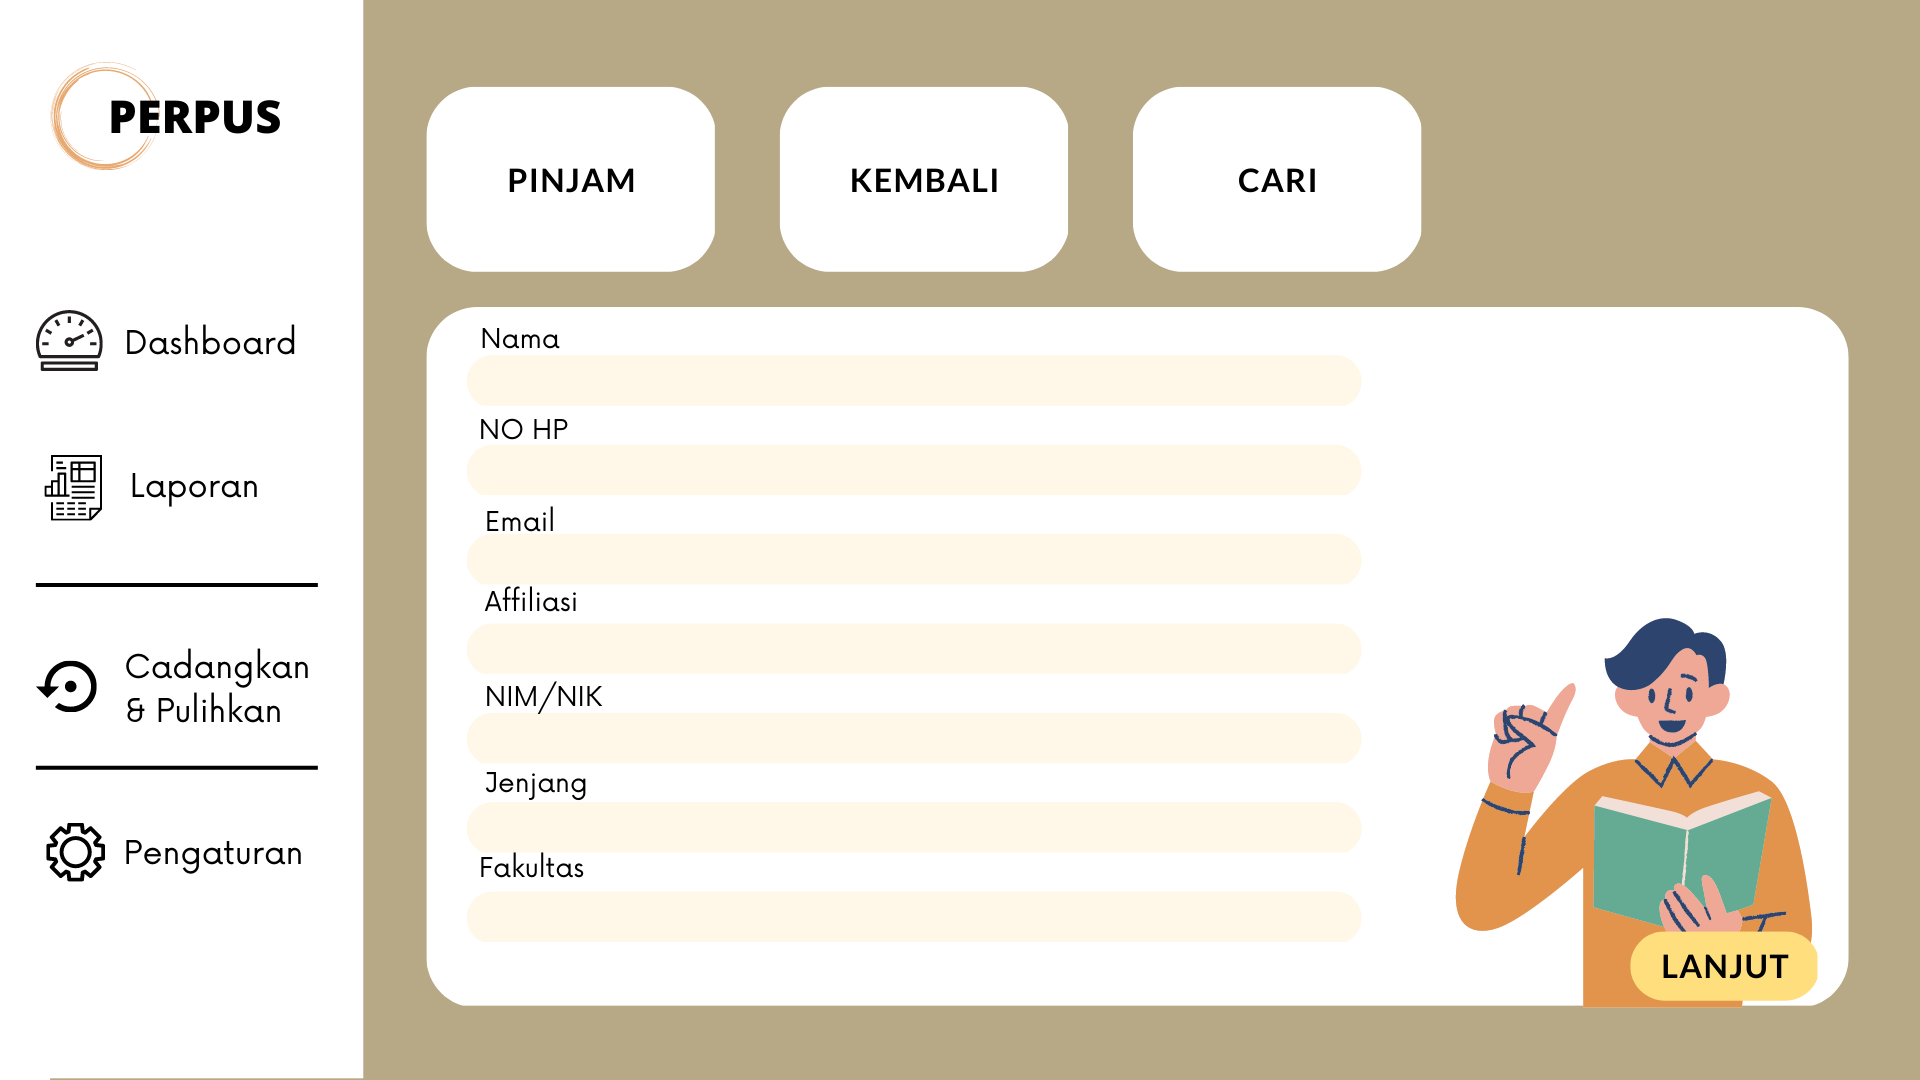 PERPUS
Dashboard
Laporan
Cadangkan
& Pulihkan
Pengaturan
PINJAM
KEMBALI
CARI
Nama
NO HP
Email
Affiliasi
NIM/NIK
Jenjang
Fakultas
LANJUT